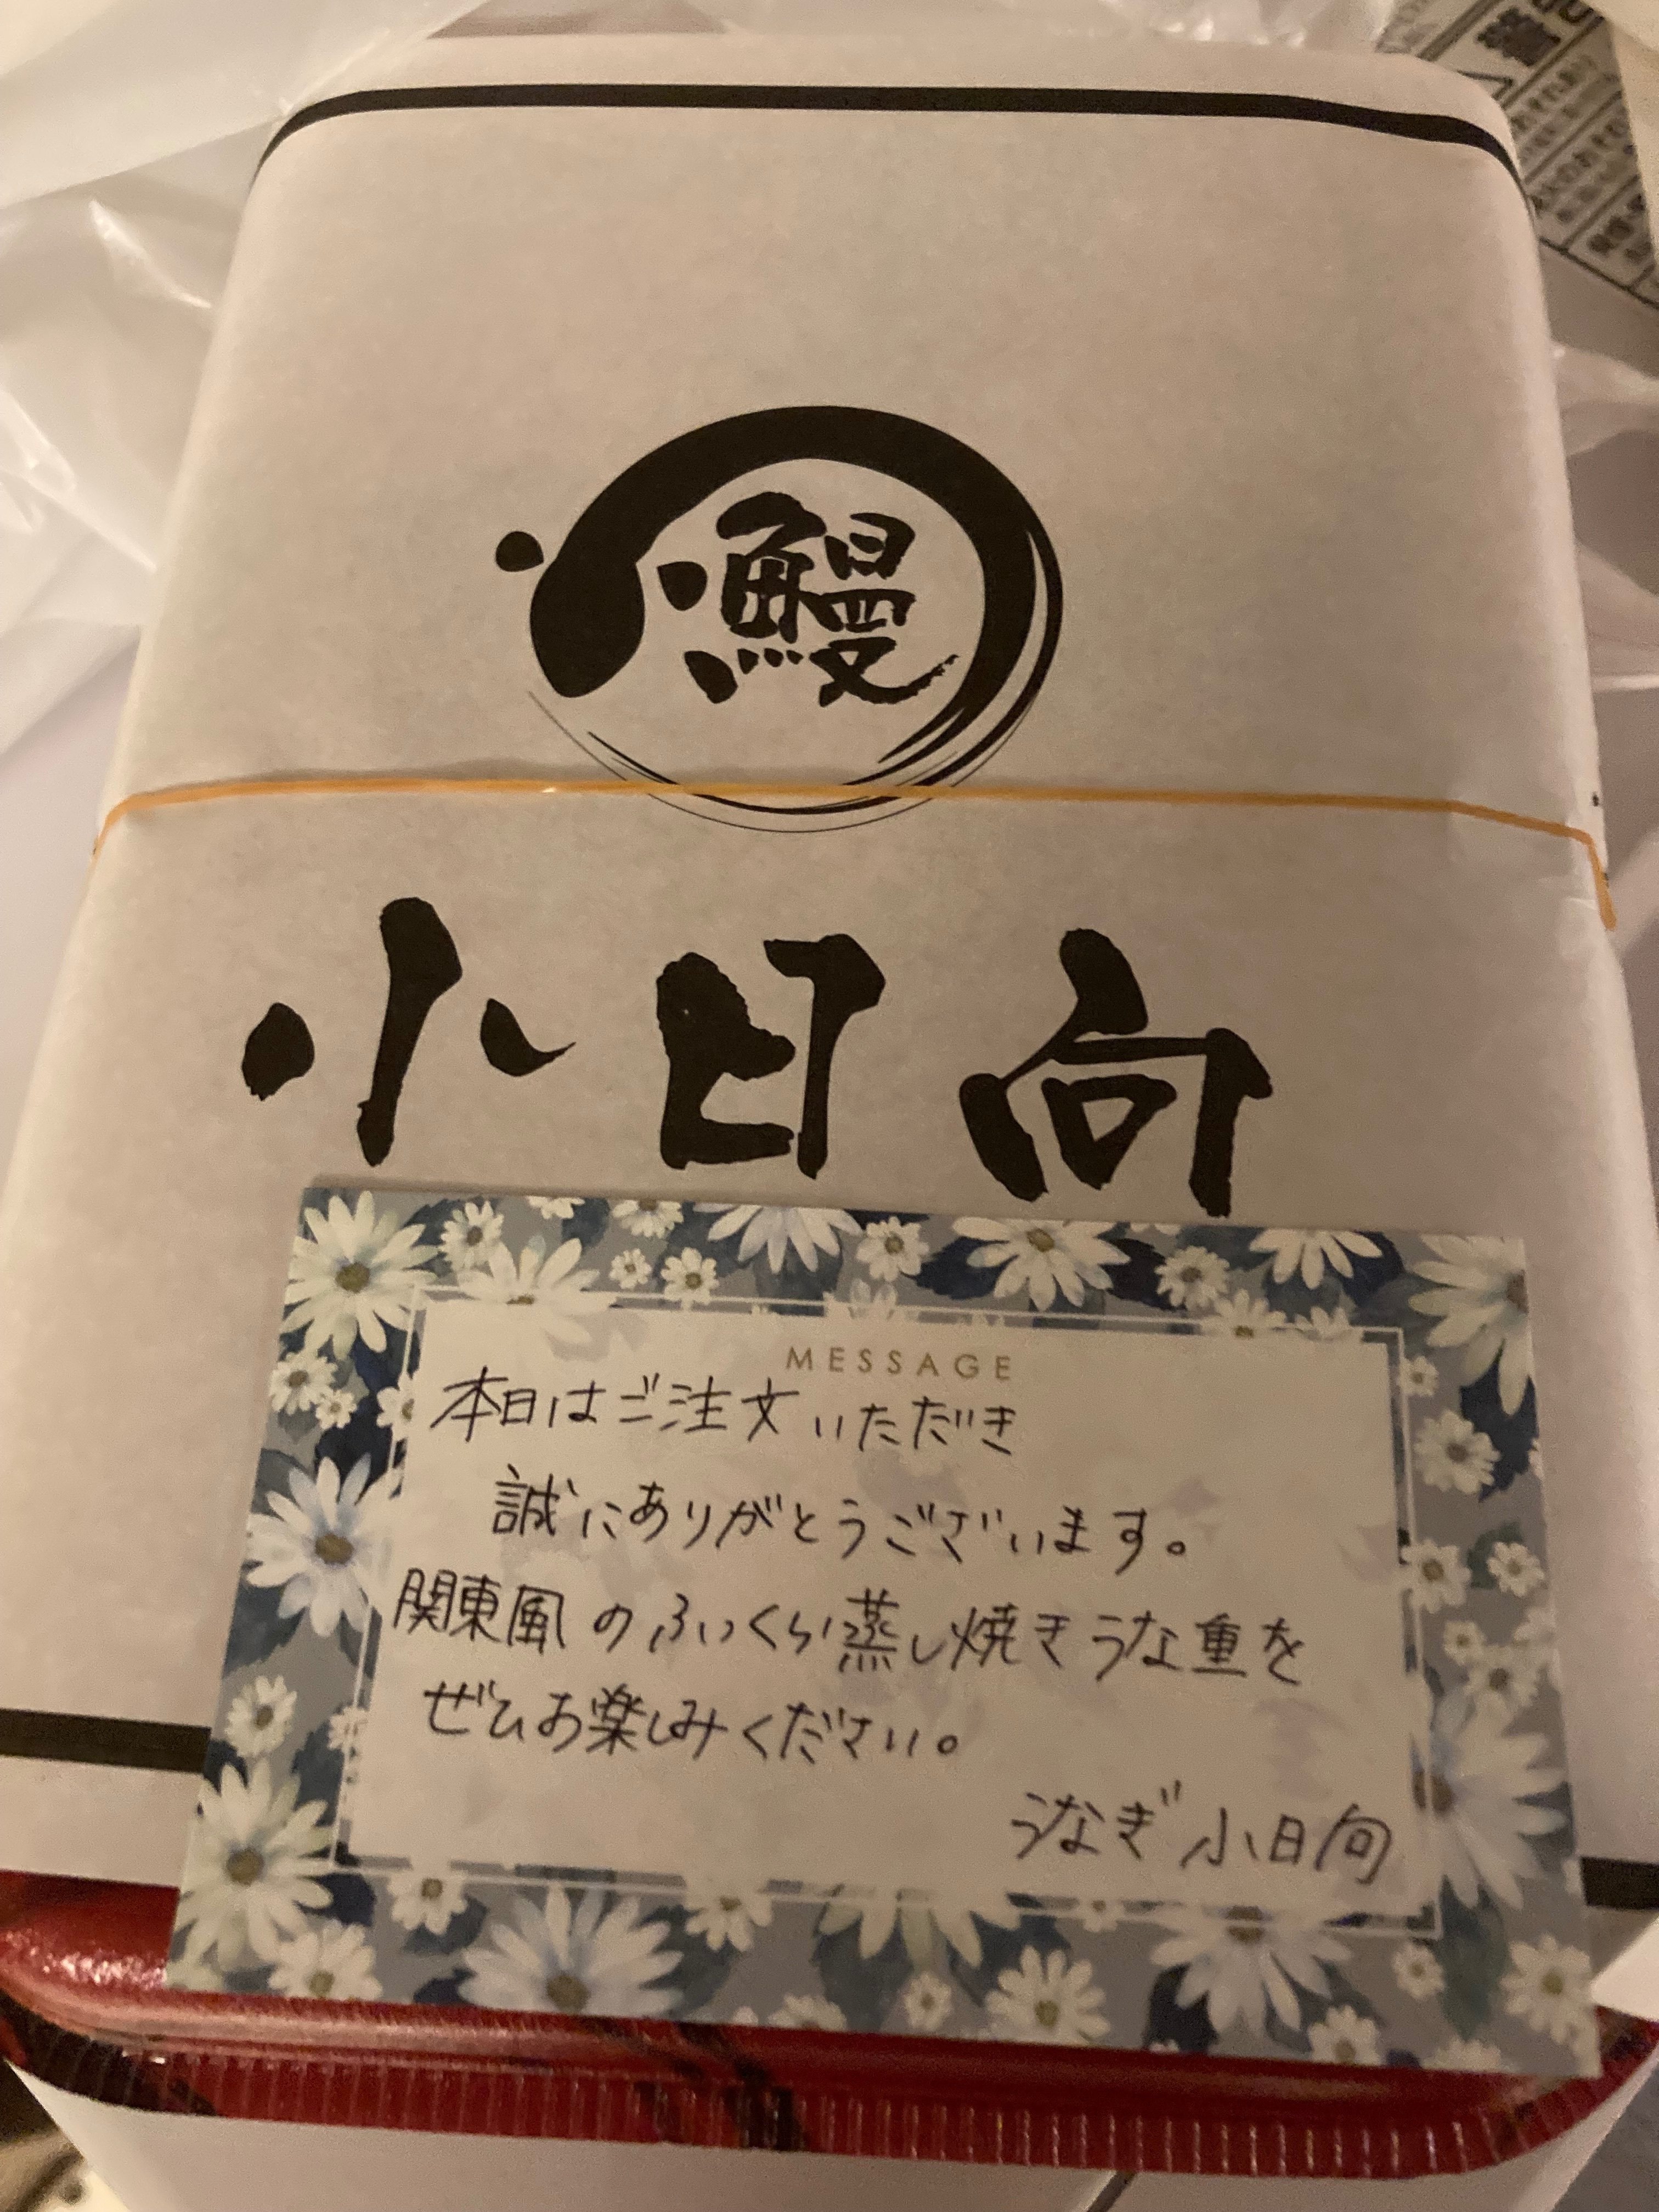 鰻
小日向
MESSAGE
本日はご注文いただき
誠にありがとうございます。
関東風のふっくら蒸し焼きうな重を
ぜひお楽しみください。
うなぎ 小日向